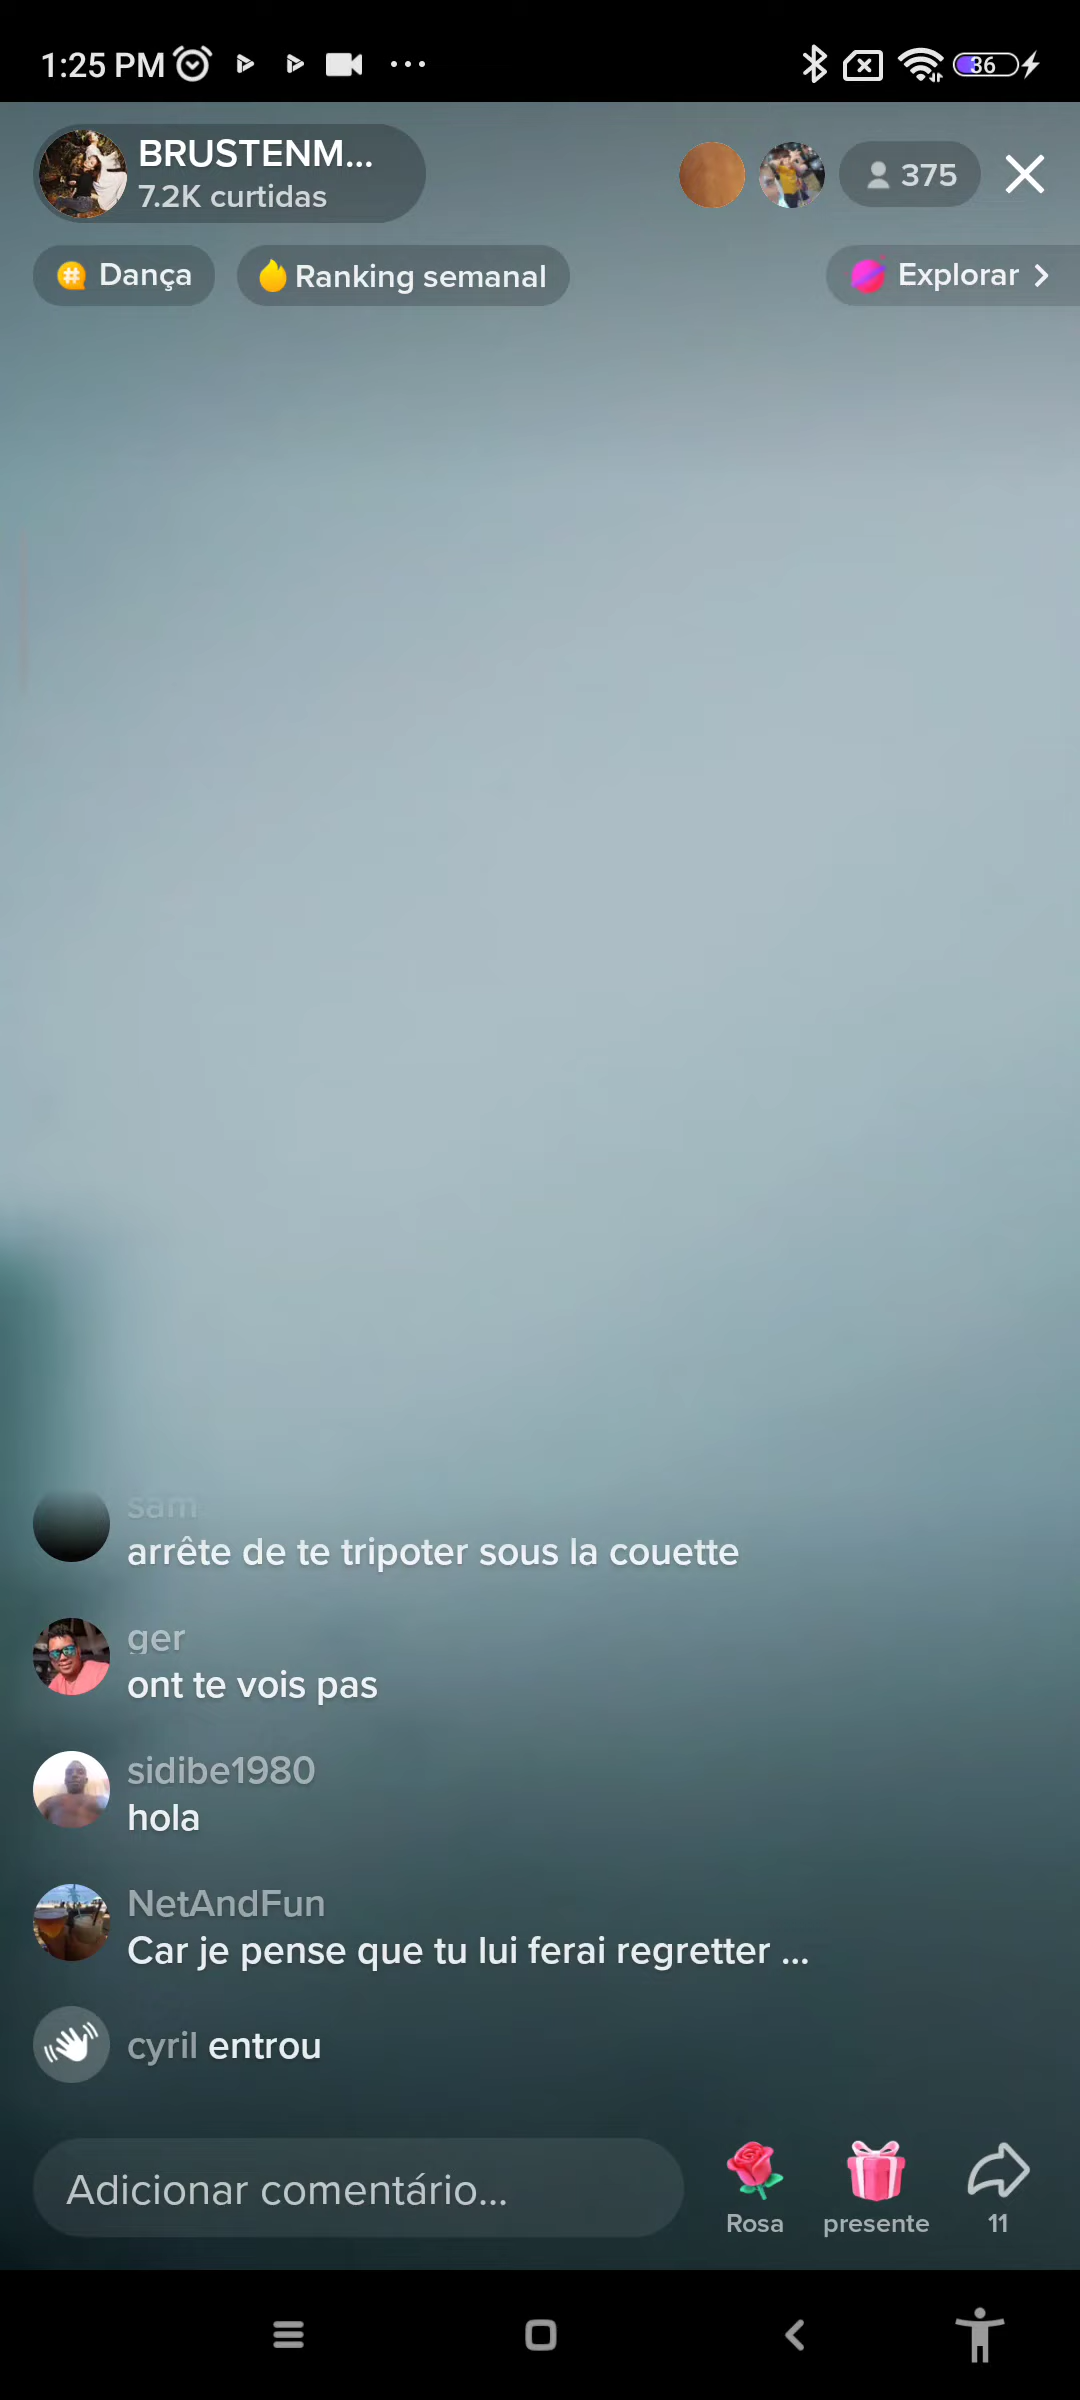 1:25 PM
36
BRUSTENM...
7.2K curtidas
375
Dança
Ranking semanal
Explorar
sam
arrête de te tripoter sous la couette
ger
ont te vois pas
sidibe1980
hola
NetAndFun
Car je pense que tu lui ferai regretter ...
cyril entrou
Adicionar comentário...
Rosa
presente
11